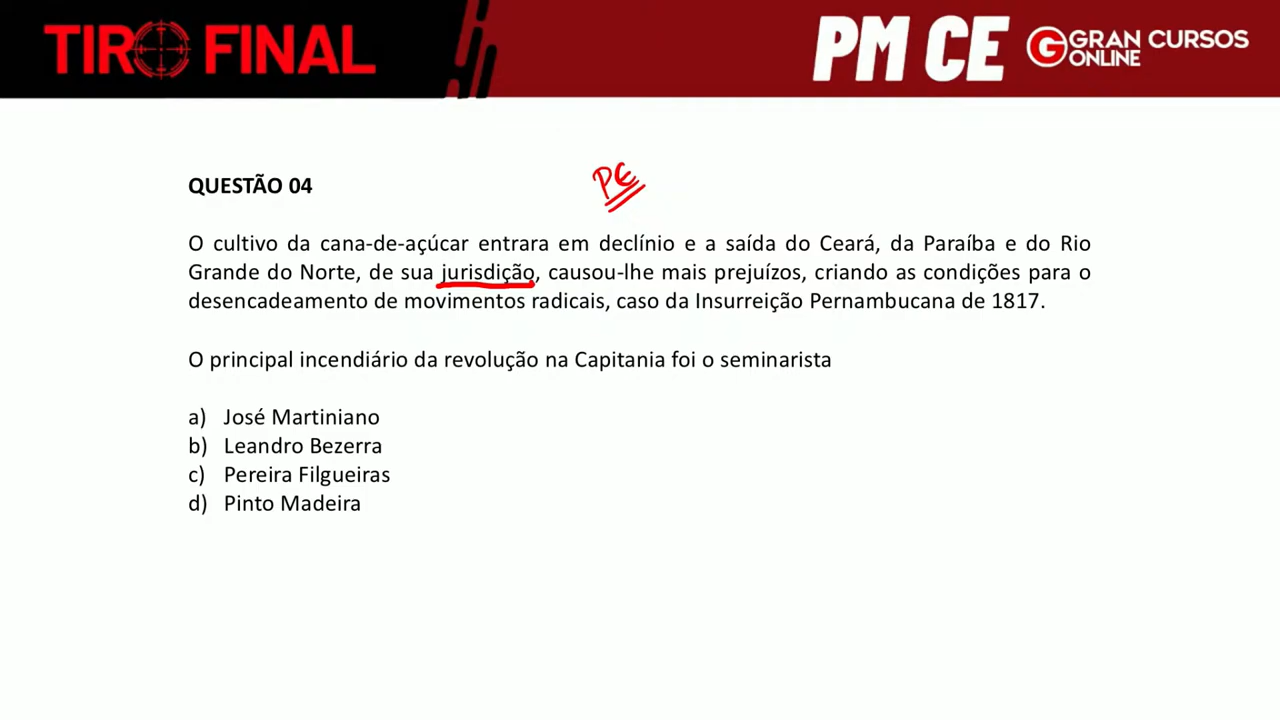 TIRO FINAL
PM CE
GRAN CURSOS
ONLINE
QUESTÃO 04
PE
O cultivo da cana-de-açúcar entrara em declínio e a saída do Ceará, da Paraíba e do Rio
Grande do Norte, de sua jurisdição, causou-lhe mais prejuízos, criando as condições para o
desencadeamento de movimentos radicais, caso da Insurreição Pernambucana de 1817.
O principal incendiário da revolução na Capitania foi o seminarista
a) José Martiniano
b) Leandro Bezerra
c) Pereira Filgueiras
d) Pinto Madeira